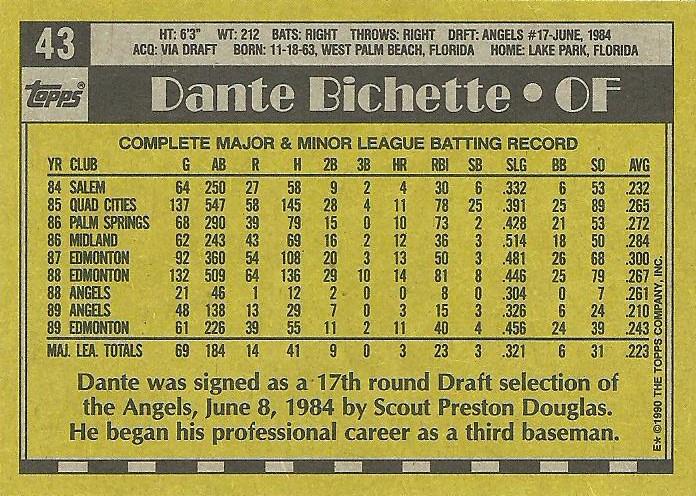 43
HT: 6'3" WT: 212 BATS: RIGHT THROWS: RIGHT DRFT: ANGELS #17-JUNE, 1984
ACQ: VIA DRAFT BORN: 11-18-63, WEST PALM BEACH, FLORIDA HOME: LAKE PARK, FLORIDA
TOPPS
Dante Bichette • OF
COMPLETE MAJOR & MINOR LEAGUE BATTING RECORD
YR CLUB G AB R H 2B 3B HR RBI SB SLG BB SO AVG
84 SALEM 64 250 27 58 9 2 4 30 6 .332 6 53 .232
85 QUAD CITIES 137 547 58 145 28 4 11 78 25 .391 25 89 .265
86 PALM SPRINGS 68 290 39 79 15 0 10 73 2 .428 21 53 .272
86 MIDLAND 62 243 43 69 16 2 12 36 3 .514 18 50 .284
87 EDMONTON 92 360 54 108 20 3 13 50 3 .481 26 68 .300
88 EDMONTON 132 509 64 136 29 10 14 81 8 .446 25 79 .267
88 ANGELS 21 46 1 12 2 0 0 8 0 .304 0 7 .261
89 ANGELS 48 138 13 29 7 0 3 15 3 .326 6 24 .210
89 EDMONTON 61 226 39 55 11 2 11 40 4 .456 24 39 .243
MAJ. LEA. TOTALS 69 184 14 41 9 0 3 23 3 .321 6 31 .223
Dante was signed as a 17th round Draft selection of
the Angels, June 8, 1984 by Scout Preston Douglas.
He began his professional career as a third baseman.
E* ©1990 THE TOPPS COMPANY, INC.